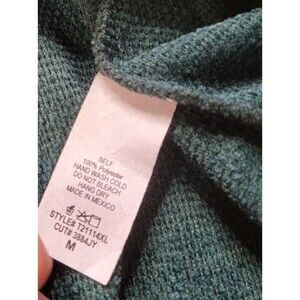 SELF
100% Polyester
HAND WASH COLD
DO NOT BLEACH
HANG DRY
MADE IN MEXICO
STYLE# T21114XL
CUT# 3884JY
M